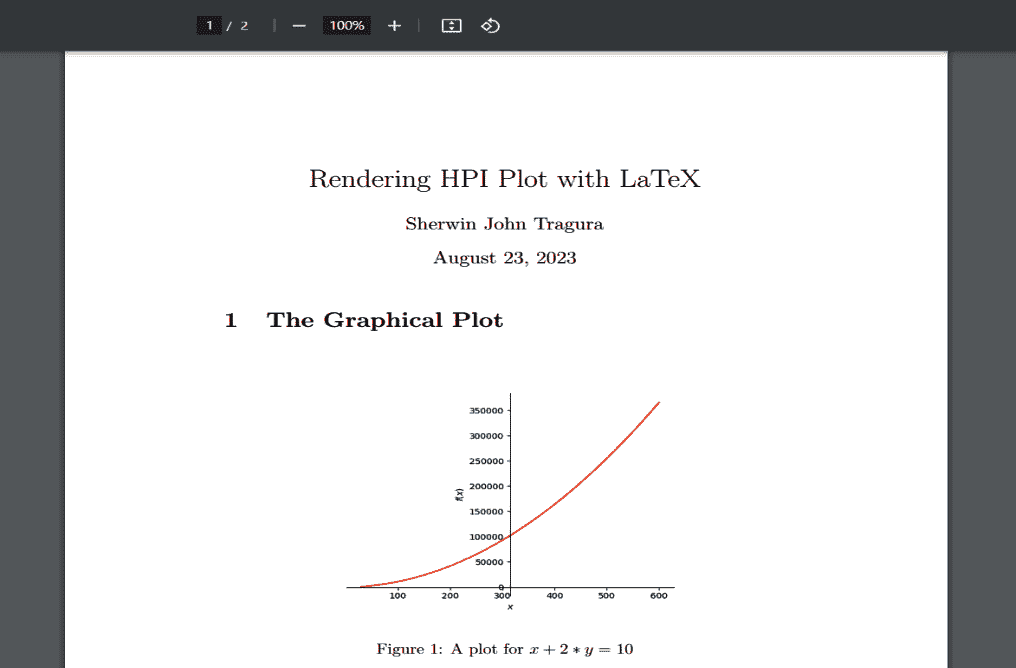 1 / 2 | − 100% + |
Rendering HPI Plot with LaTeX
Sherwin John Tragura
August 23, 2023
1 The Graphical Plot
350000
300000
250000
f(x)
200000
150000
100000
50000
0
100 200 300 400 500 600
x
Figure 1: A plot for x + 2 * y = 10